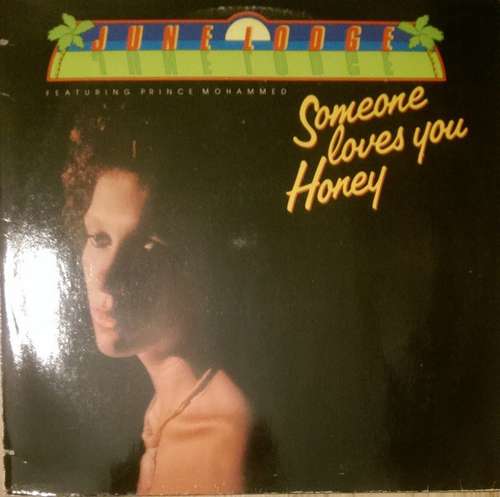 JUNE LODGE
FEATURING PRINCE MOHAMMED
Someone
loves you
Honey